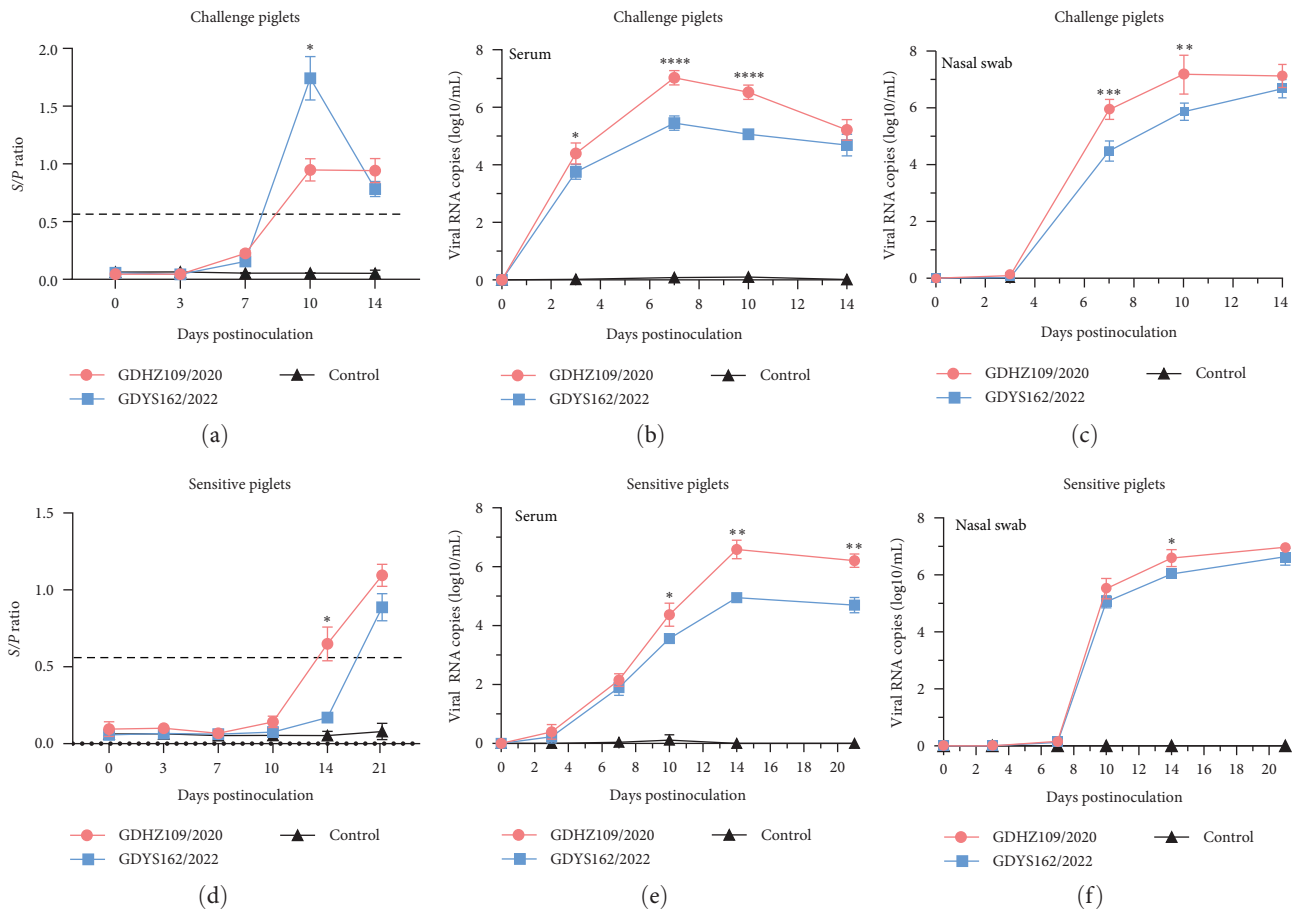 Challenge piglets
S/P ratio
2.0
1.5
1.0
0.5
0.0
*
0
3
7
10
14
Days postinoculation
GDHZ109/2020
Control
GDYS162/2022
(a)
Challenge piglets
Serum
Viral RNA copies (log10/mL)
8
6
4
2
0
*
****
****
0
2
4
6
8
10
12
14
Days postinoculation
GDHZ109/2020
Control
GDYS162/2022
(b)
Challenge piglets
Nasal swab
Viral RNA copies (log10/mL)
8
6
4
2
0
***
**
0
2
4
6
8
10
12
14
Days postinoculation
GDHZ109/2020
Control
GDYS162/2022
(c)
Sensitive piglets
S/P ratio
1.5
1.0
0.5
0.0
*
0
3
7
10
14
21
Days postinoculation
GDHZ109/2020
Control
GDYS162/2022
(d)
Sensitive piglets
Serum
Viral RNA copies (log10/mL)
8
6
4
2
0
*
**
**
0
2
4
6
8
10
12
14
16
18
20
Days postinoculation
GDHZ109/2020
Control
GDYS162/2022
(e)
Sensitive piglets
Nasal swab
Viral RNA copies (log10/mL)
8
6
4
2
0
*
0
2
4
6
8
10
12
14
16
18
20
Days postinoculation
GDHZ109/2020
Control
GDYS162/2022
(f)